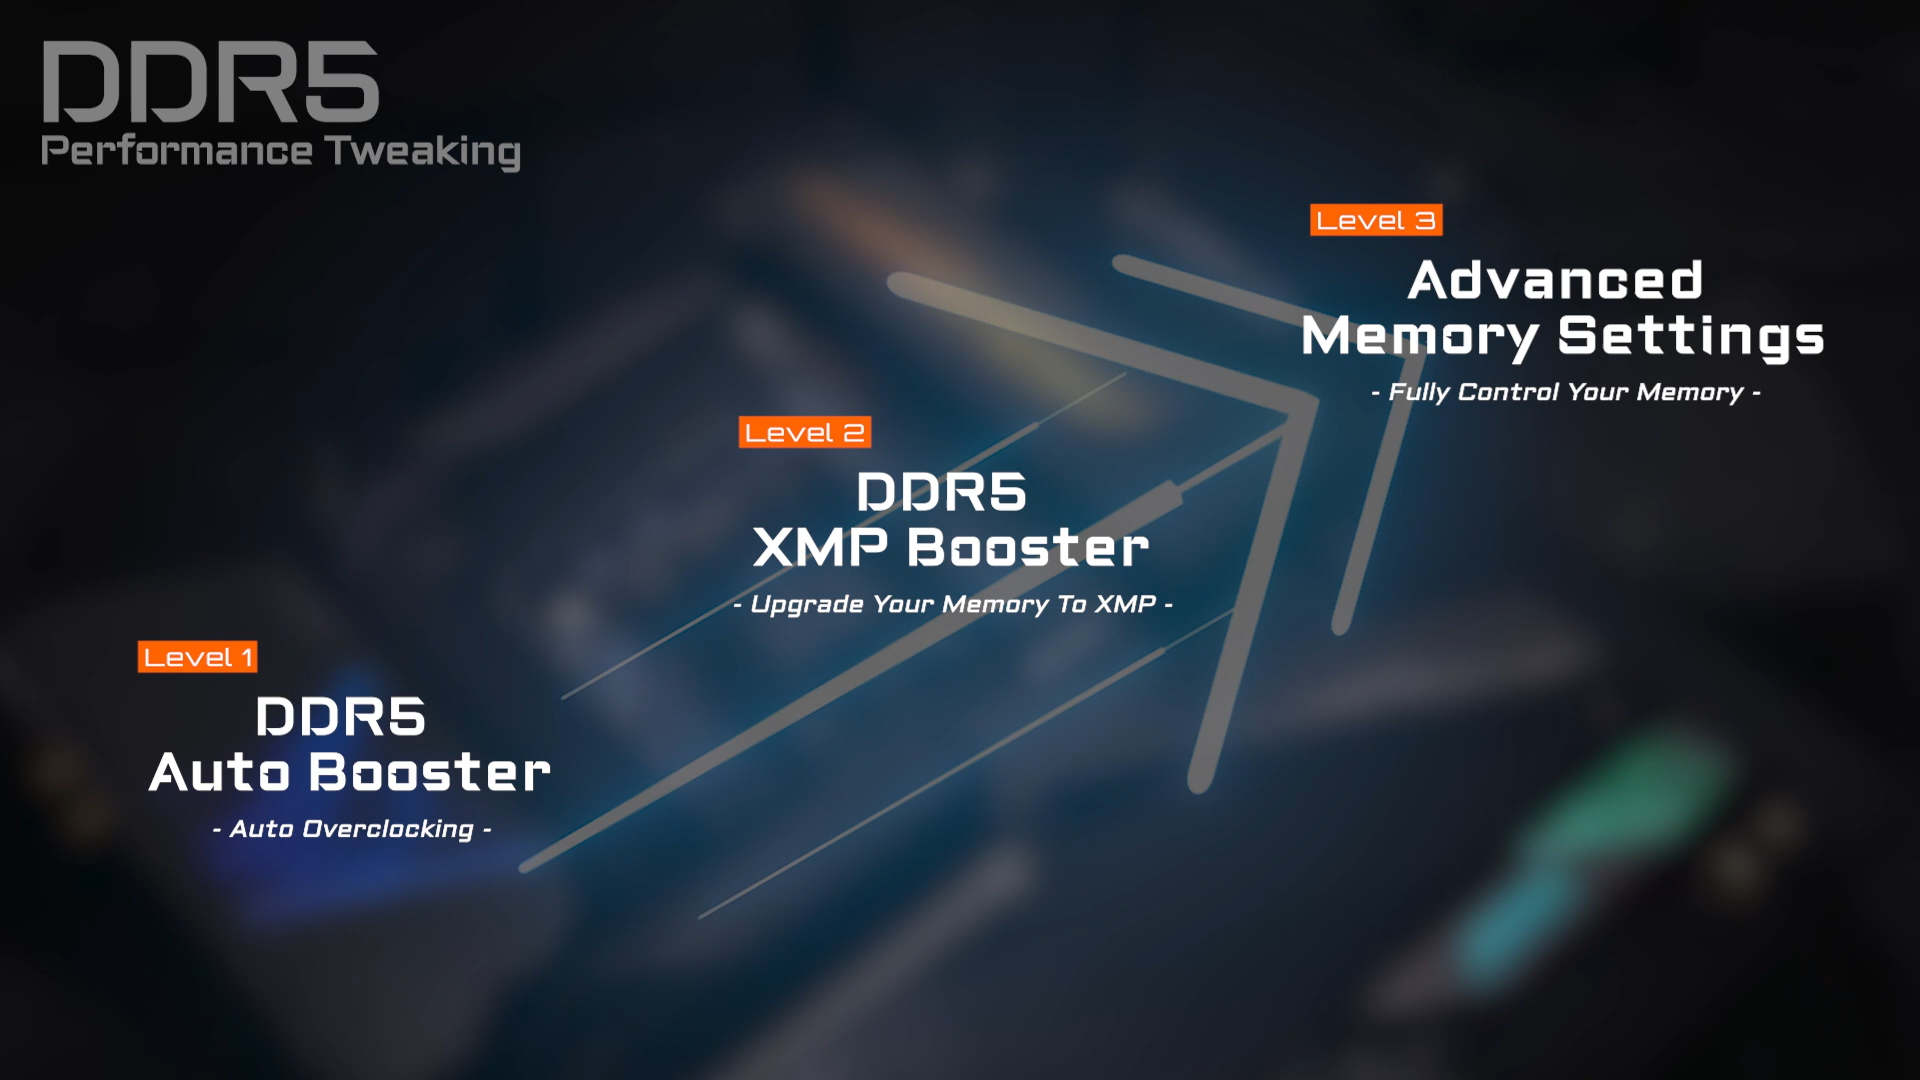 DDR5
Performance Tweaking
Level 3
Advanced
Memory Settings
- Fully Control Your Memory -
Level 2
DDR5
XMP Booster
- Upgrade Your Memory To XMP -
Level 1
DDR5
Auto Booster
- Auto Overclocking -